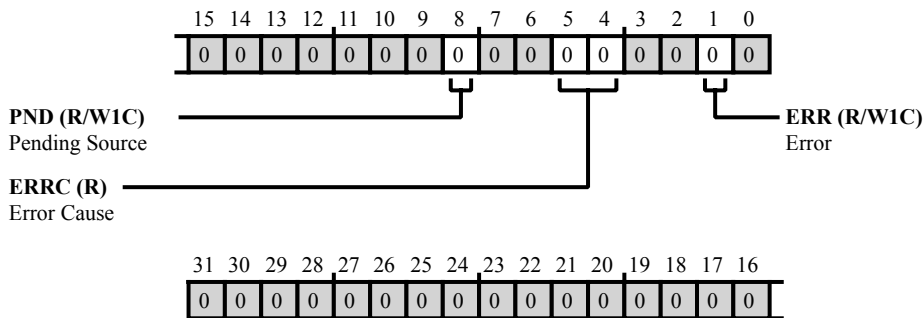 15 14 13 12 11 10 9 8 7 6 5 4 3 2 1 0
0 0 0 0 0 0 0 0 0 0 0 0 0 0 0 0
PND (R/W1C)
Pending Source
ERR (R/W1C)
Error
ERRC (R)
Error Cause
31 30 29 28 27 26 25 24 23 22 21 20 19 18 17 16
0 0 0 0 0 0 0 0 0 0 0 0 0 0 0 0